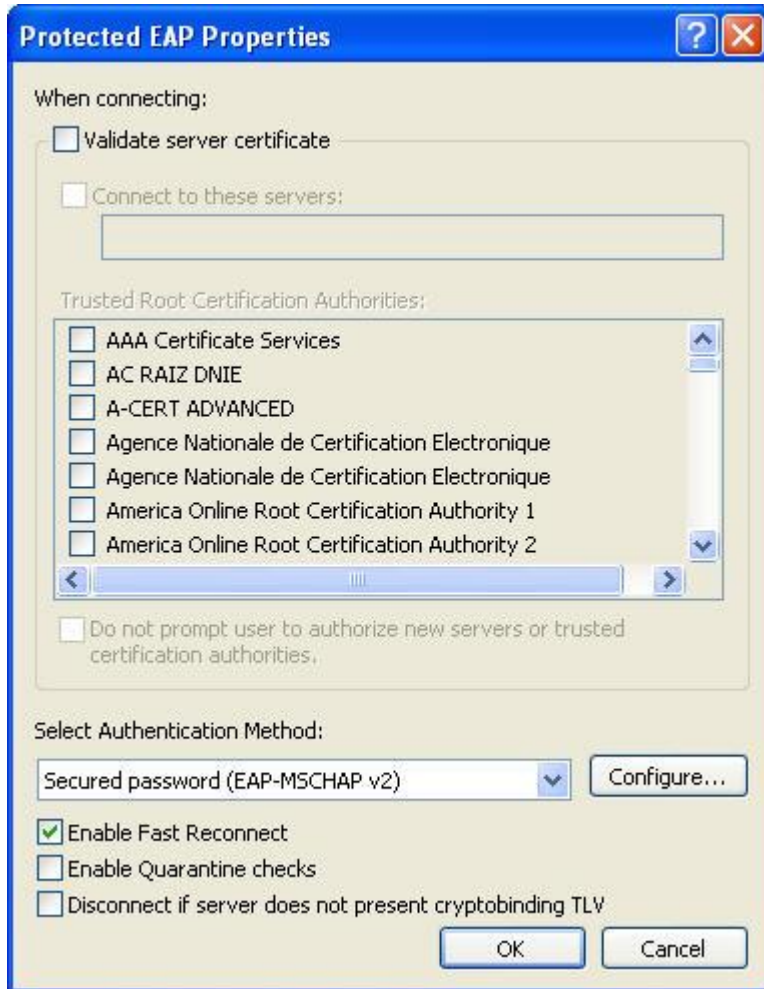 Protected EAP Properties
When connecting:
Validate server certificate
Connect to these servers:
Trusted Root Certification Authorities:
AAA Certificate Services
AC RAIZ DNIE
A-CERT ADVANCED
Agence Nationale de Certification Electronique
Agence Nationale de Certification Electronique
America Online Root Certification Authority 1
America Online Root Certification Authority 2
Do not prompt user to authorize new servers or trusted
certification authorities.
Select Authentication Method:
Secured password (EAP-MSCHAP v2)
Configure...
Enable Fast Reconnect
Enable Quarantine checks
Disconnect if server does not present cryptobinding TLV
OK
Cancel